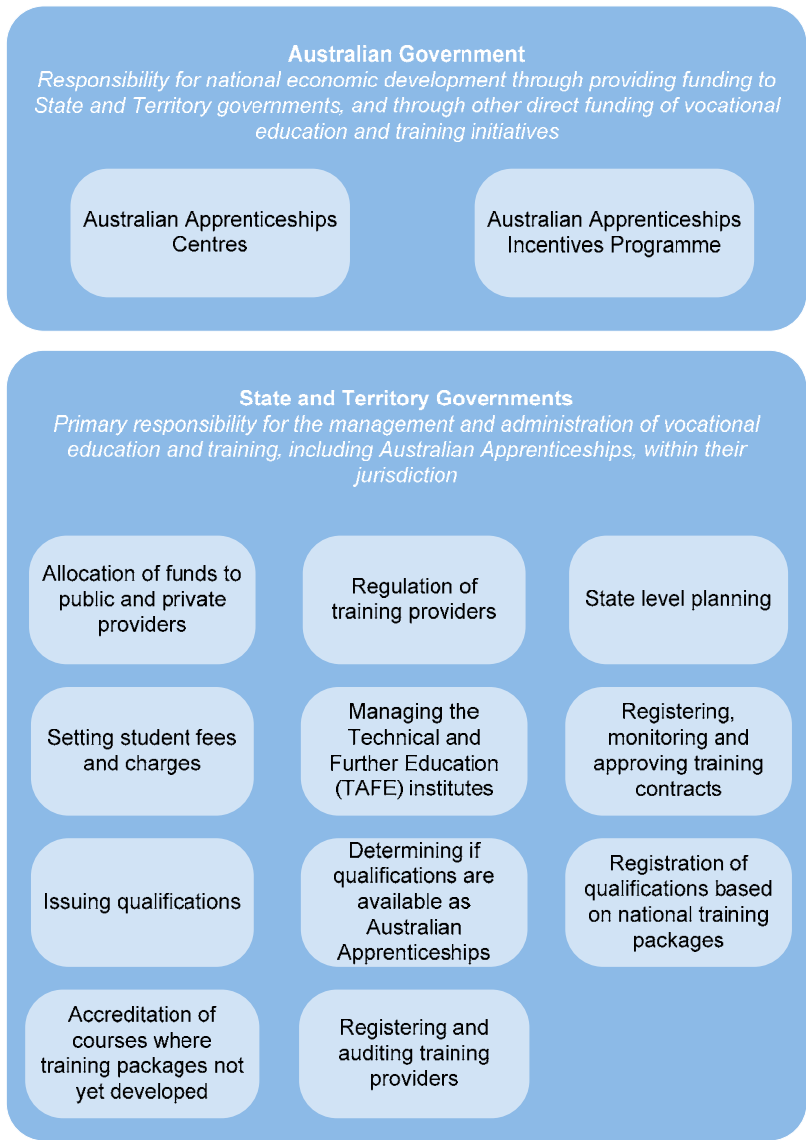 Australian Government
Responsibility for national economic development through providing funding to
State and Territory governments, and through other direct funding of vocational
education and training initiatives
Australian Apprenticeships
Centres
Australian Apprenticeships
Incentives Programme
State and Territory Governments
Primary responsibility for the management and administration of vocational
education and training, including Australian Apprenticeships, within their
jurisdiction
Allocation of funds to
public and private
providers
Regulation of
training providers
State level planning
Setting student fees
and charges
Managing the
Technical and
Further Education
(TAFE) institutes
Registering,
monitoring and
approving training
contracts
Issuing qualifications
Determining if
qualifications are
available as
Australian
Apprenticeships
Registration of
qualifications based
on national training
packages
Accreditation of
courses where
training packages not
yet developed
Registering and
auditing training
providers